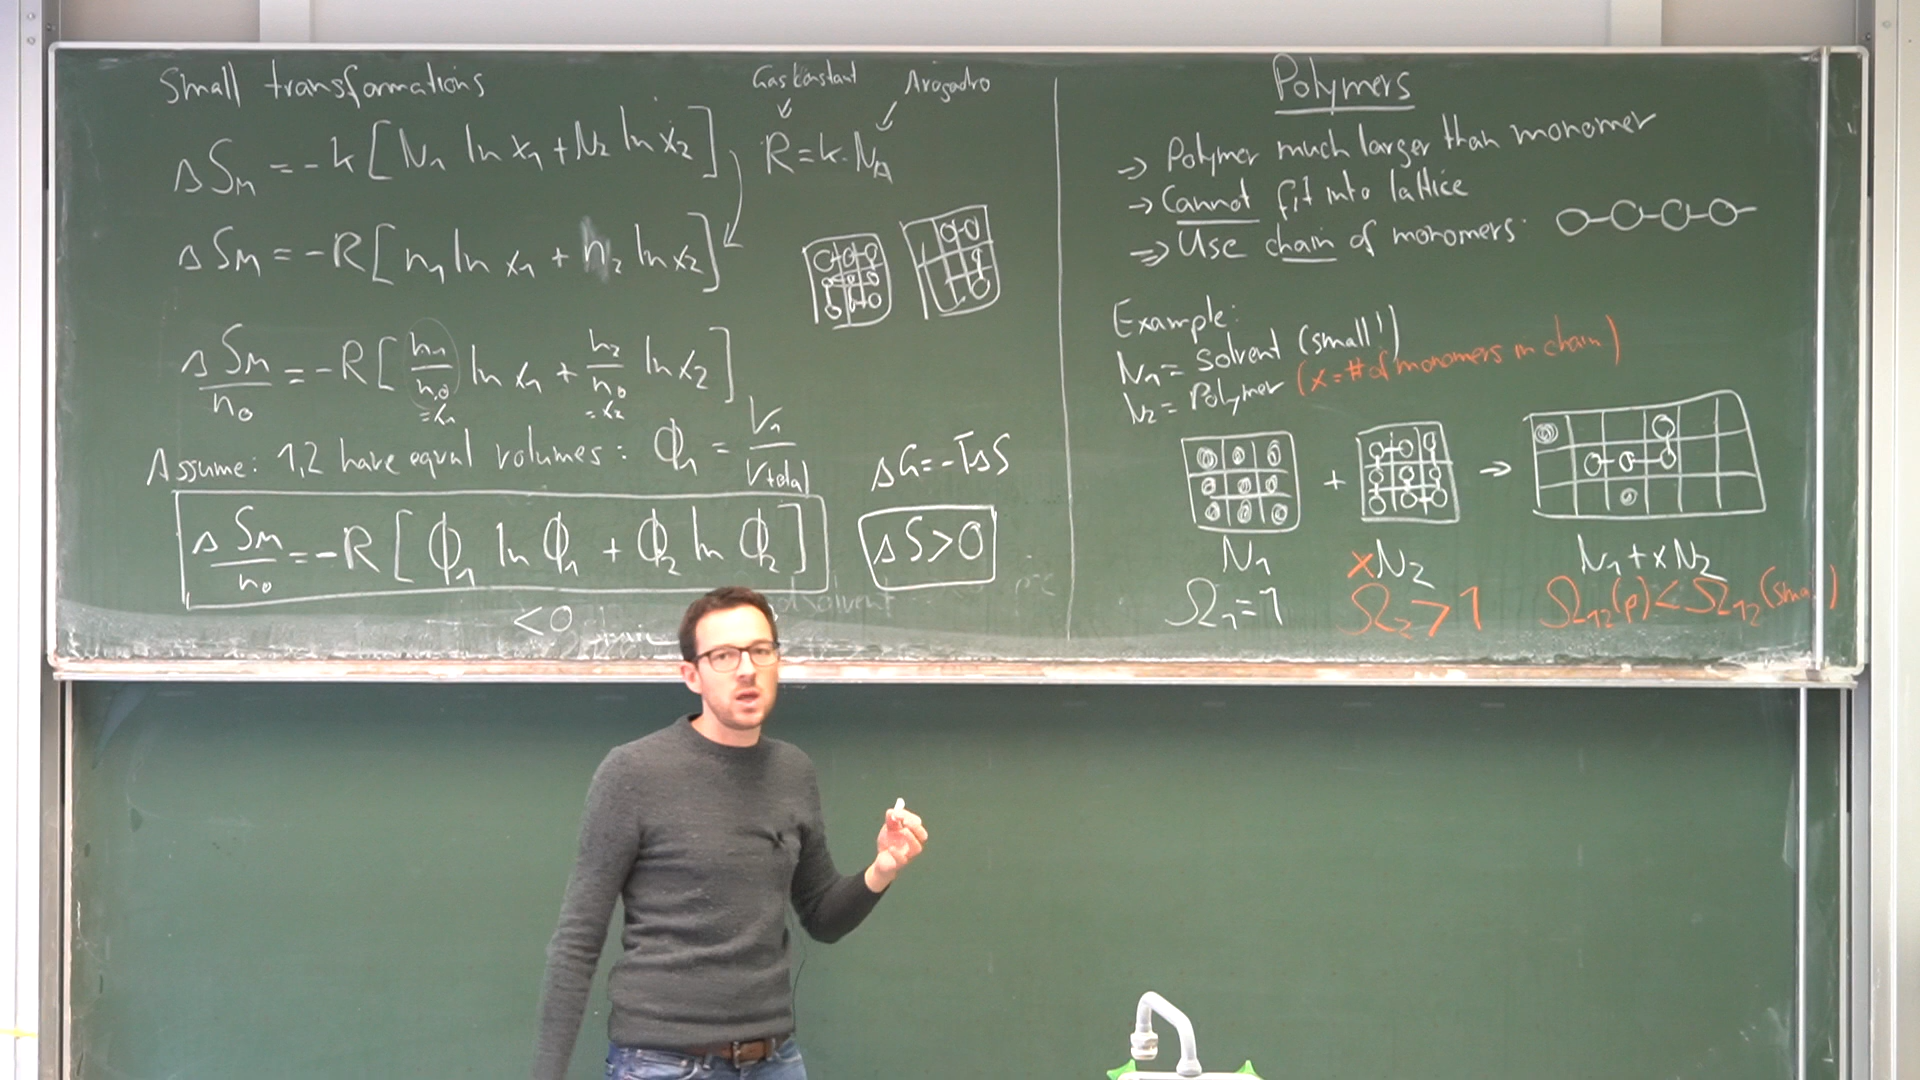 Small transformations
Gas Constant
Avogadro
ΔS_M = -k [N₁ ln x₁ + N₂ ln x₂]
R = k·N_A
ΔS_M = -R [n₁ ln x₁ + n₂ ln x₂]
ΔS_M/n₀ = -R [n₁/n₀ ln x₁ + n₂/n₀ ln x₂]
=x₁ =x₂
Assume: 1,2 have equal volumes: ϕ₁ = V₁/V_total
ΔG = -TΔS
ΔS_M/n₀ = -R [ϕ₁ ln ϕ₁ + ϕ₂ ln ϕ₂]
ΔS > 0
<0
Polymers
→ Polymer much larger than monomer
→ Cannot fit into lattice
⇒ Use chain of monomers
Example:
N₁ = Solvent (small!)
N₂ = Polymer (x = # of monomers in chain)
+ →
N₁ xN₂ N₁ + xN₂
Ω₁ = 1 Ω₂ > 1 Ω₁₂(p) < Ω₁₂(small)